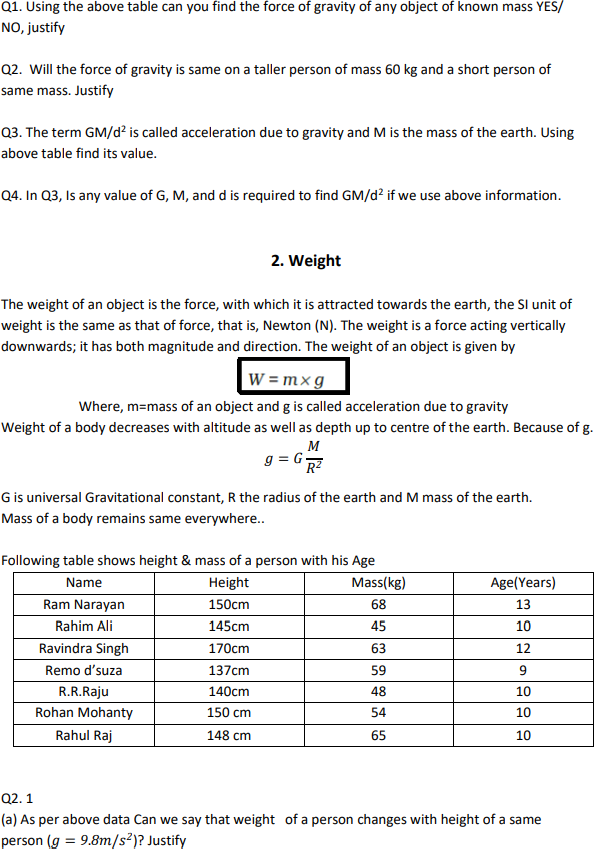 Q1. Using the above table can you find the force of gravity of any object of known mass YES/
NO, justify
Q2.  Will the force of gravity is same on a taller person of mass 60 kg and a short person of
same mass. Justify
Q3. The term GM/d² is called acceleration due to gravity and M is the mass of the earth. Using
above table find its value.
Q4. In Q3, Is any value of G, M, and d is required to find GM/d² if we use above information.
2. Weight
The weight of an object is the force, with which it is attracted towards the earth, the SI unit of
weight is the same as that of force, that is, Newton (N). The weight is a force acting vertically
downwards; it has both magnitude and direction. The weight of an object is given by
W = m × g
Where, m=mass of an object and g is called acceleration due to gravity
Weight of a body decreases with altitude as well as depth up to centre of the earth. Because of g.
g = G M/R²
G is universal Gravitational constant, R the radius of the earth and M mass of the earth.
Mass of a body remains same everywhere..
Following table shows height & mass of a person with his Age
Name Height Mass(kg) Age(Years)
Ram Narayan 150cm 68 13
Rahim Ali 145cm 45 10
Ravindra Singh 170cm 63 12
Remo d'suza 137cm 59 9
R.R.Raju 140cm 48 10
Rohan Mohanty 150 cm 54 10
Rahul Raj 148 cm 65 10
Q2. 1
(a) As per above data Can we say that weight  of a person changes with height of a same
person (g = 9.8m/s²)? Justify